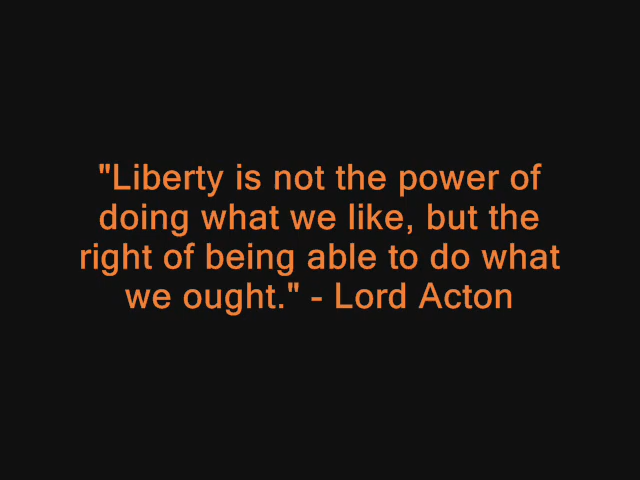 "Liberty is not the power of
doing what we like, but the
right of being able to do what
we ought." - Lord Acton